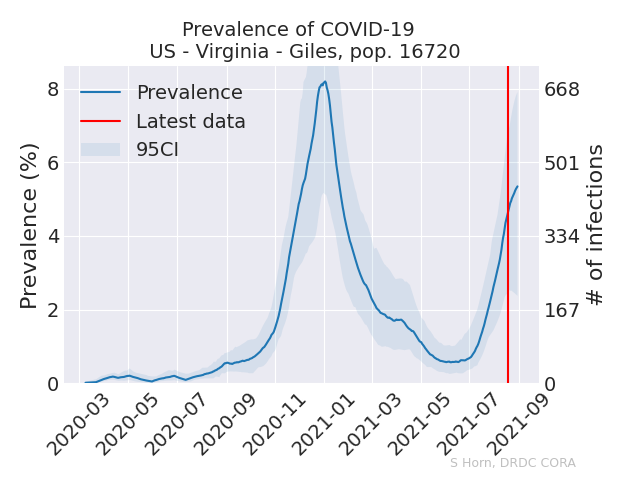 Prevalence of COVID-19
US - Virginia - Giles, pop. 16720
Prevalence
Latest data
95CI
Prevalence (%)
8
6
4
2
0
# of infections
668
501
334
167
0
2020-03
2020-05
2020-07
2020-09
2020-11
2021-01
2021-03
2021-05
2021-07
2021-09
S Horn, DRDC CORA